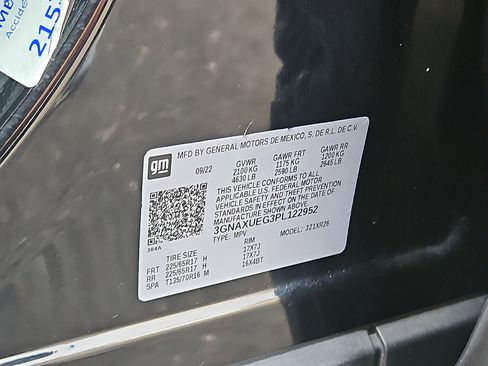 Accide
2157
gm
MFD BY GENERAL MOTORS DE MEXICO, S. DE R.L. DE C.V.
09/22
GVWR GAWR FRT GAWR RR
2100 KG 1175 KG 1200 KG
4630 LB 2590 LB 2645 LB
THIS VEHICLE CONFORMS TO ALL
APPLICABLE U.S. FEDERAL MOTOR
VEHICLE SAFETY AND THEFT PREVENTION
STANDARDS IN EFFECT ON THE DATE OF
MANUFACTURE SHOWN ABOVE.
3GNAXUEG3PL122952
TYPE: MPV MODEL: 321XR26
384A
TIRE SIZE RIM
FRT 225/65R17 H 17X7J
RR 225/65R17 H 17X7J
SPA T135/70R16 M 16X4BT